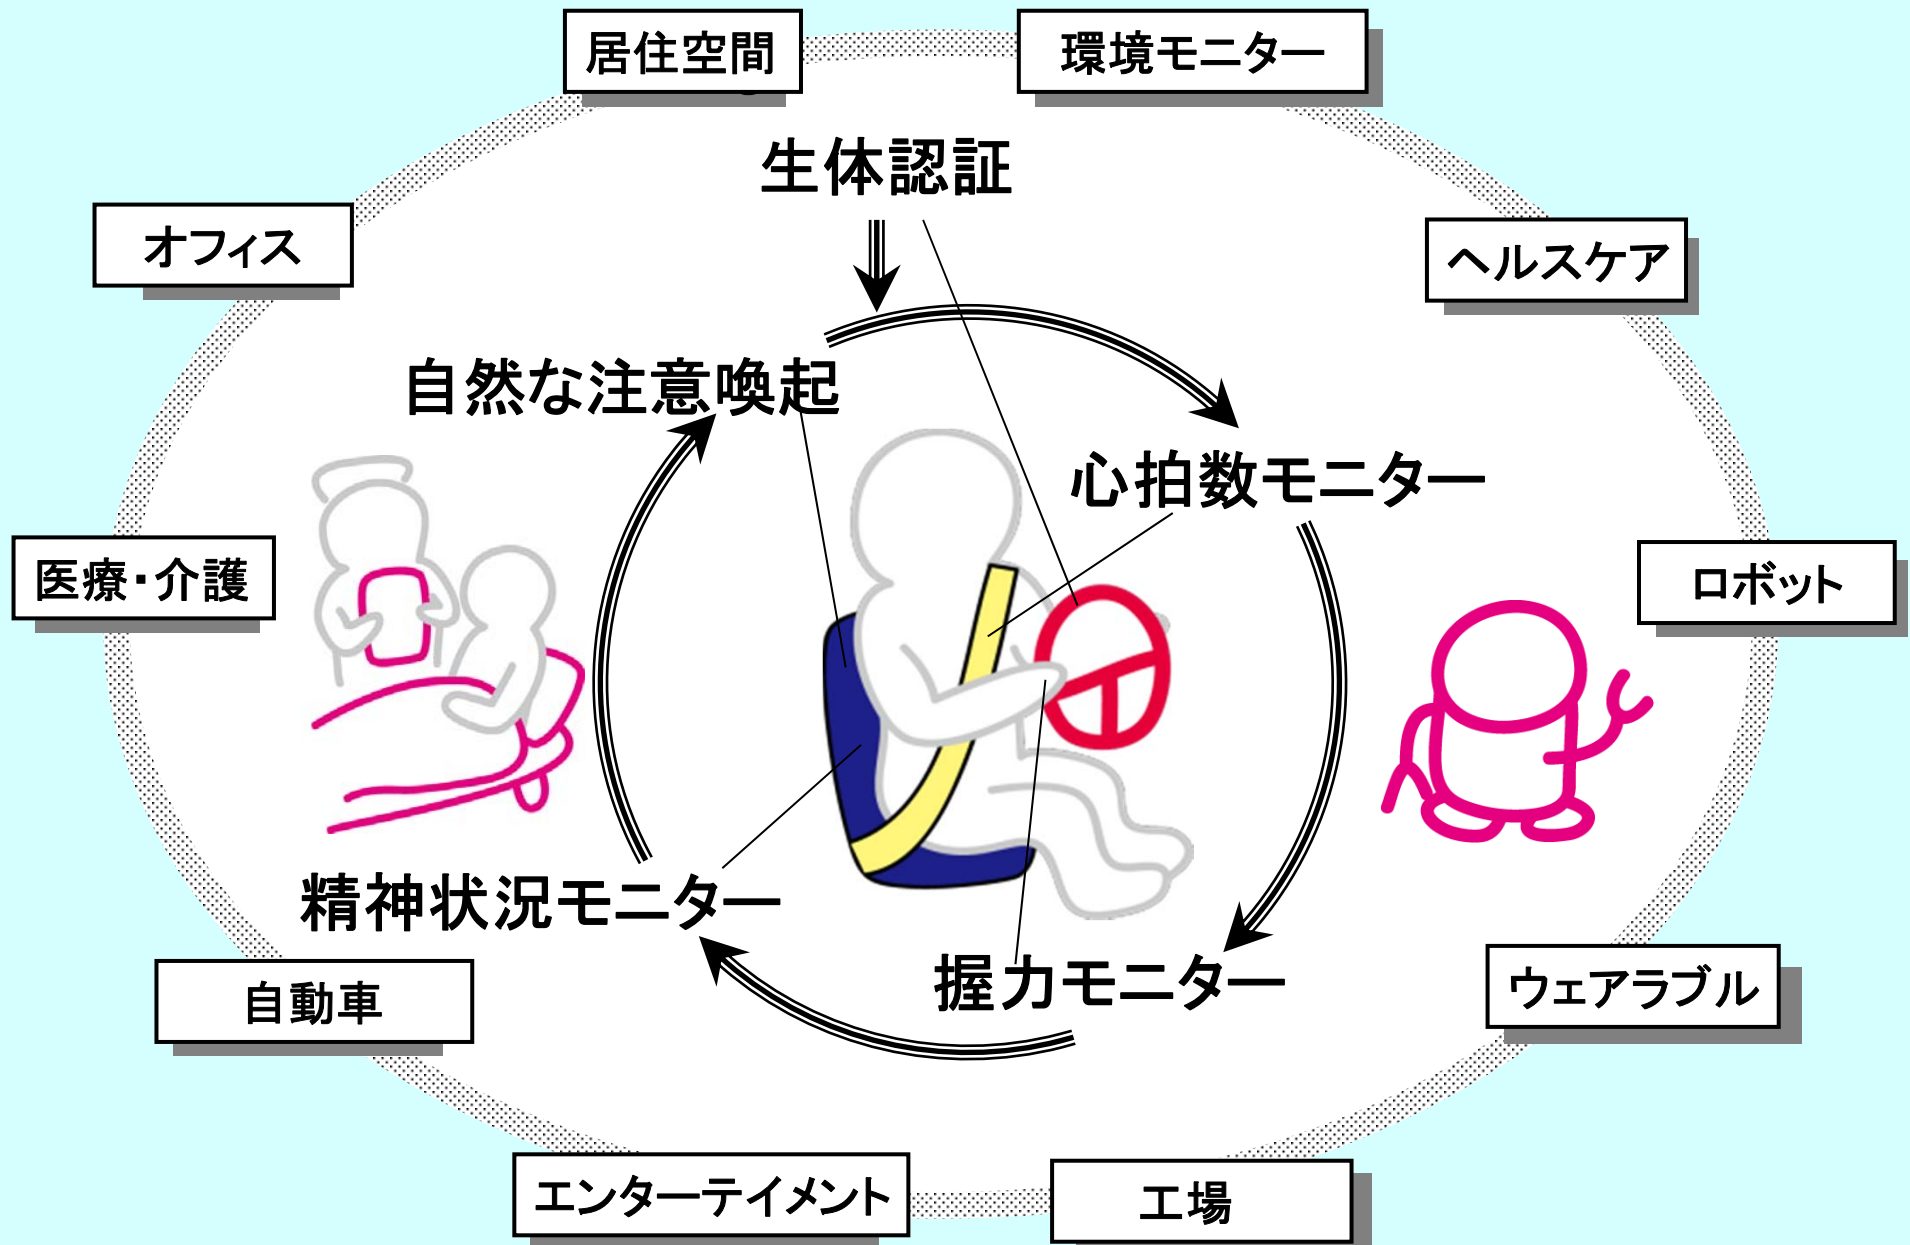 居住空間
環境モニター
生体認証
オフィス
ヘルスケア
自然な注意喚起
心拍数モニター
医療・介護
ロボット
精神状況モニター
握力モニター
自動車
ウェアラブル
エンターテイメント
工場